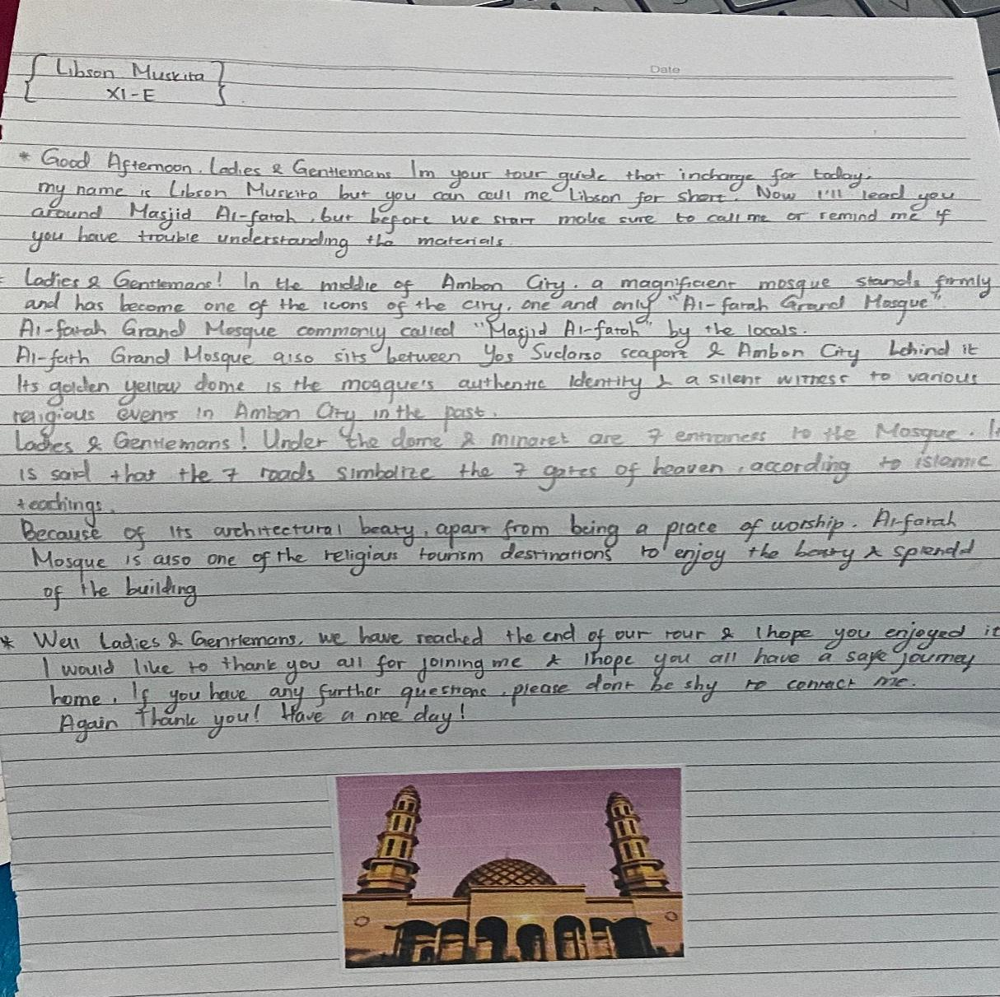 Libson Muskita
XI-E
Date
* Good Afternoon. Ladies & Gentlemans Im your tour guide that incharge for today.
my name is Libson Muskita but you can call me Libson for short. Now I'll lead you
around Masjid Al-fatah, but before we start make sure to call me or remind me if
you have trouble understanding the materials.
Ladies & Gentlemans! In the middle of Ambon City. a magnificent mosque stands firmly
and has become one of the icons of the city, one and only "Al-fatah Grand Mosque".
Al-fatah Grand Mosque commonly called "Masjid Al-fatah" by the locals.
Al-fath Grand Mosque also sits between Yos Sudarso seaport & Ambon City behind it
Its golden yellow dome is the moaque's authentic identity & a silent witness to various
religious events in Ambon City in the past.
Ladies & Gentlemans! Under the dome & minaret are 7 entrances to the Mosque. It
is said that the 7 roads simbolize the 7 gates of heaven, according to islamic
teachings.
Because of its architectural beaty, apart from being a place of worship. Al-fatah
Mosque is also one of the religious tourism destinations to enjoy the beaty & splendd
of the building
* Well Ladies & Gentlemans, we have reached the end of our tour & I hope you enjoyed it
I would like to thank you all for joining me & I hope you all have a safe journey
home. If you have any further questions, please dont be shy to contact me.
Again Thank you! Have a nice day!